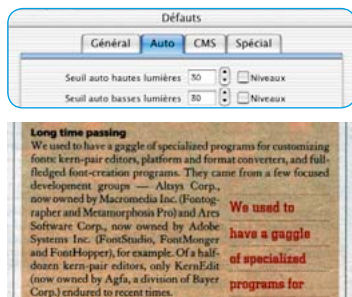 Défauts
Général Auto CMS Spécial
Seuil auto hautes lumières 30 Niveaux
Seuil auto basses lumières 30 Niveaux
Long time passing
We used to have a gaggle of specialized programs for customizing
fonts: kern-pair editors, platform and format converters, and full-
fledged font-creation programs. They came from a few focused
development groups — Altsys Corp.,
now owned by Macromedia Inc. (Fontog-
rapher and Metamorphosis Pro) and Ares
Software Corp., now owned by Adobe
Systems Inc. (FontStudio, FontMonger
and FontHopper), for example. Of a half-
dozen kern-pair editors, only KernEdit
(now owned by Agfa, a division of Bayer
Corp.) endured to recent times.
We used to
have a gaggle
of specialized
programs for